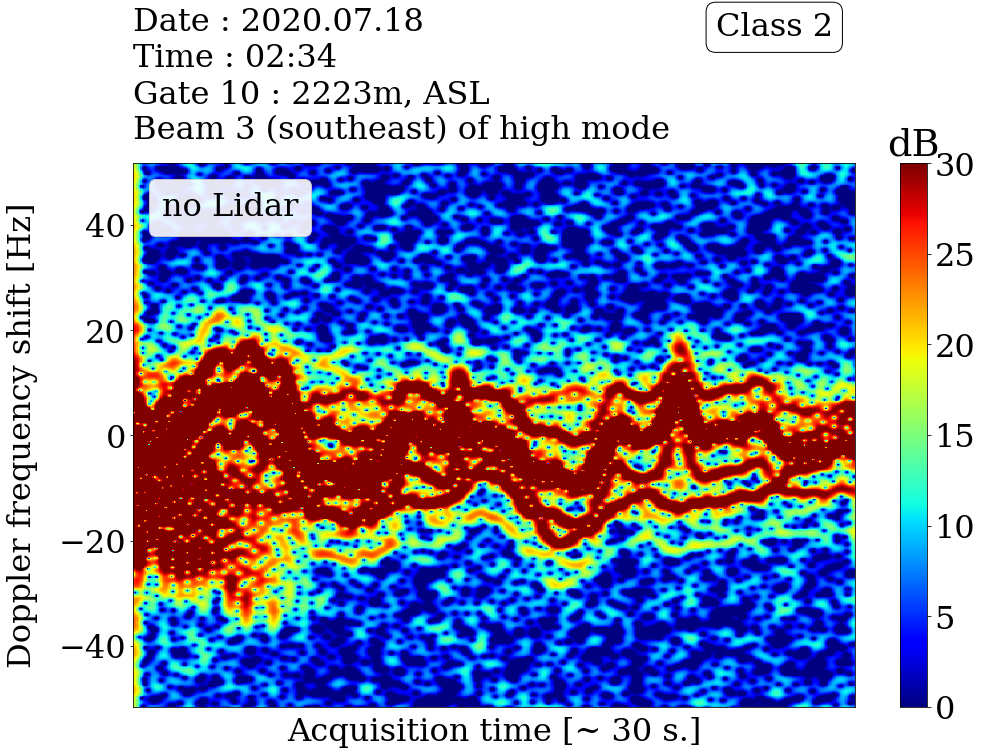 Date : 2020.07.18
Time : 02:34
Gate 10 : 2223m, ASL
Beam 3 (southeast) of high mode
Class 2
dB
no Lidar
Doppler frequency shift [Hz]
40
20
0
−20
−40
30
25
20
15
10
5
0
Acquisition time [~ 30 s.]